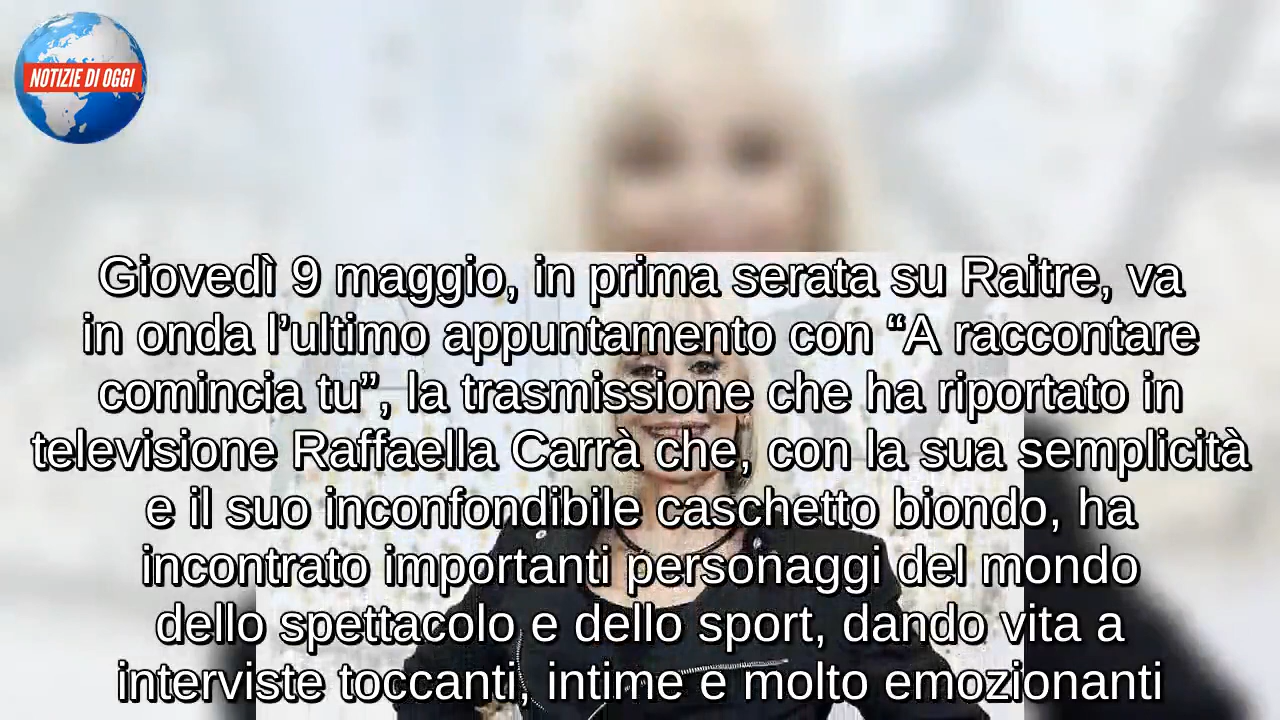 NOTIZIE DI OGGI
Giovedì 9 maggio, in prima serata su Raitre, va
in onda l’ultimo appuntamento con “A raccontare
comincia tu”, la trasmissione che ha riportato in
televisione Raffaella Carrà che, con la sua semplicità
e il suo inconfondibile caschetto biondo, ha
incontrato importanti personaggi del mondo
dello spettacolo e dello sport, dando vita a
interviste toccanti, intime e molto emozionanti